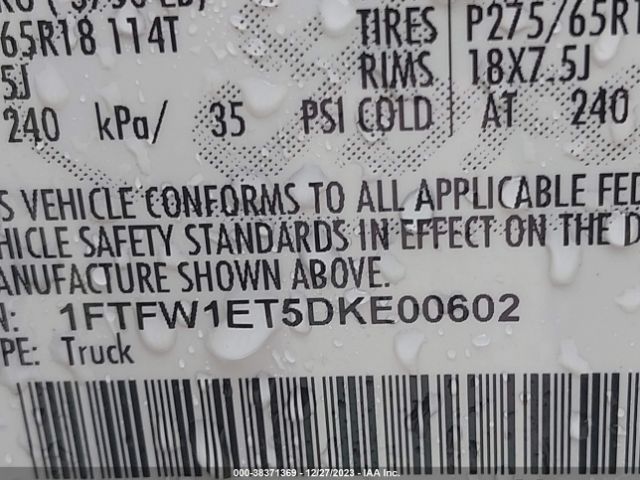 TIRES P275/65R1
65R18 114T
RIMS 18X7.5J
5J
240 kPa/ 35 PSI COLD AT 240
S VEHICLE CONFORMS TO ALL APPLICABLE FED
HICLE SAFETY STANDARDS IN EFFECT ON THE D
ANUFACTURE SHOWN ABOVE.
N: 1FTFW1ET5DKE00602
PE: Truck
000-38371369 • 12/27/2023 • IAA Inc.